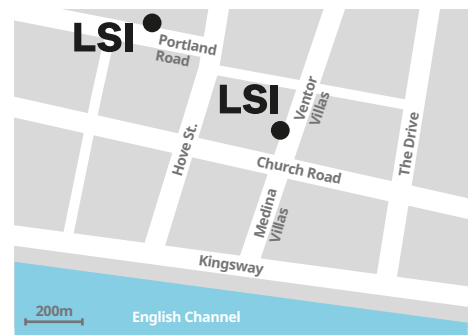 LSI
Portland
Road
LSI
Ventor
Villas
Hove St.
The Drive
Church Road
Medina
Villas
Kingsway
200m
English Channel